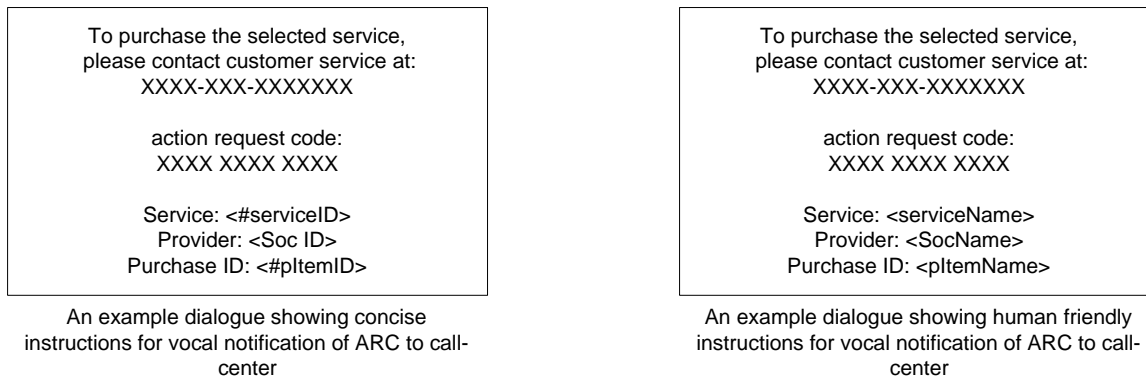 To purchase the selected service,
please contact customer service at:
XXXX-XXX-XXXXXXX
action request code:
XXXX XXXX XXXX
Service: <#serviceID>
Provider: <Soc ID>
Purchase ID: <#pItemID>
An example dialogue showing concise
instructions for vocal notification of ARC to call-
center
To purchase the selected service,
please contact customer service at:
XXXX-XXX-XXXXXXX
action request code:
XXXX XXXX XXXX
Service: <serviceName>
Provider: <SocName>
Purchase ID: <pItemName>
An example dialogue showing human friendly
instructions for vocal notification of ARC to call-
center